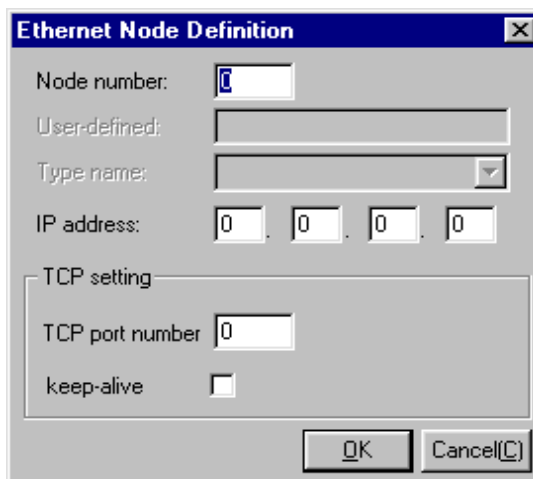 Ethernet Node Definition
Node number: 0
User-defined:
Type name:
IP address: 0 . 0 . 0 . 0
TCP setting
TCP port number 0
keep-alive
OK Cancel(C)